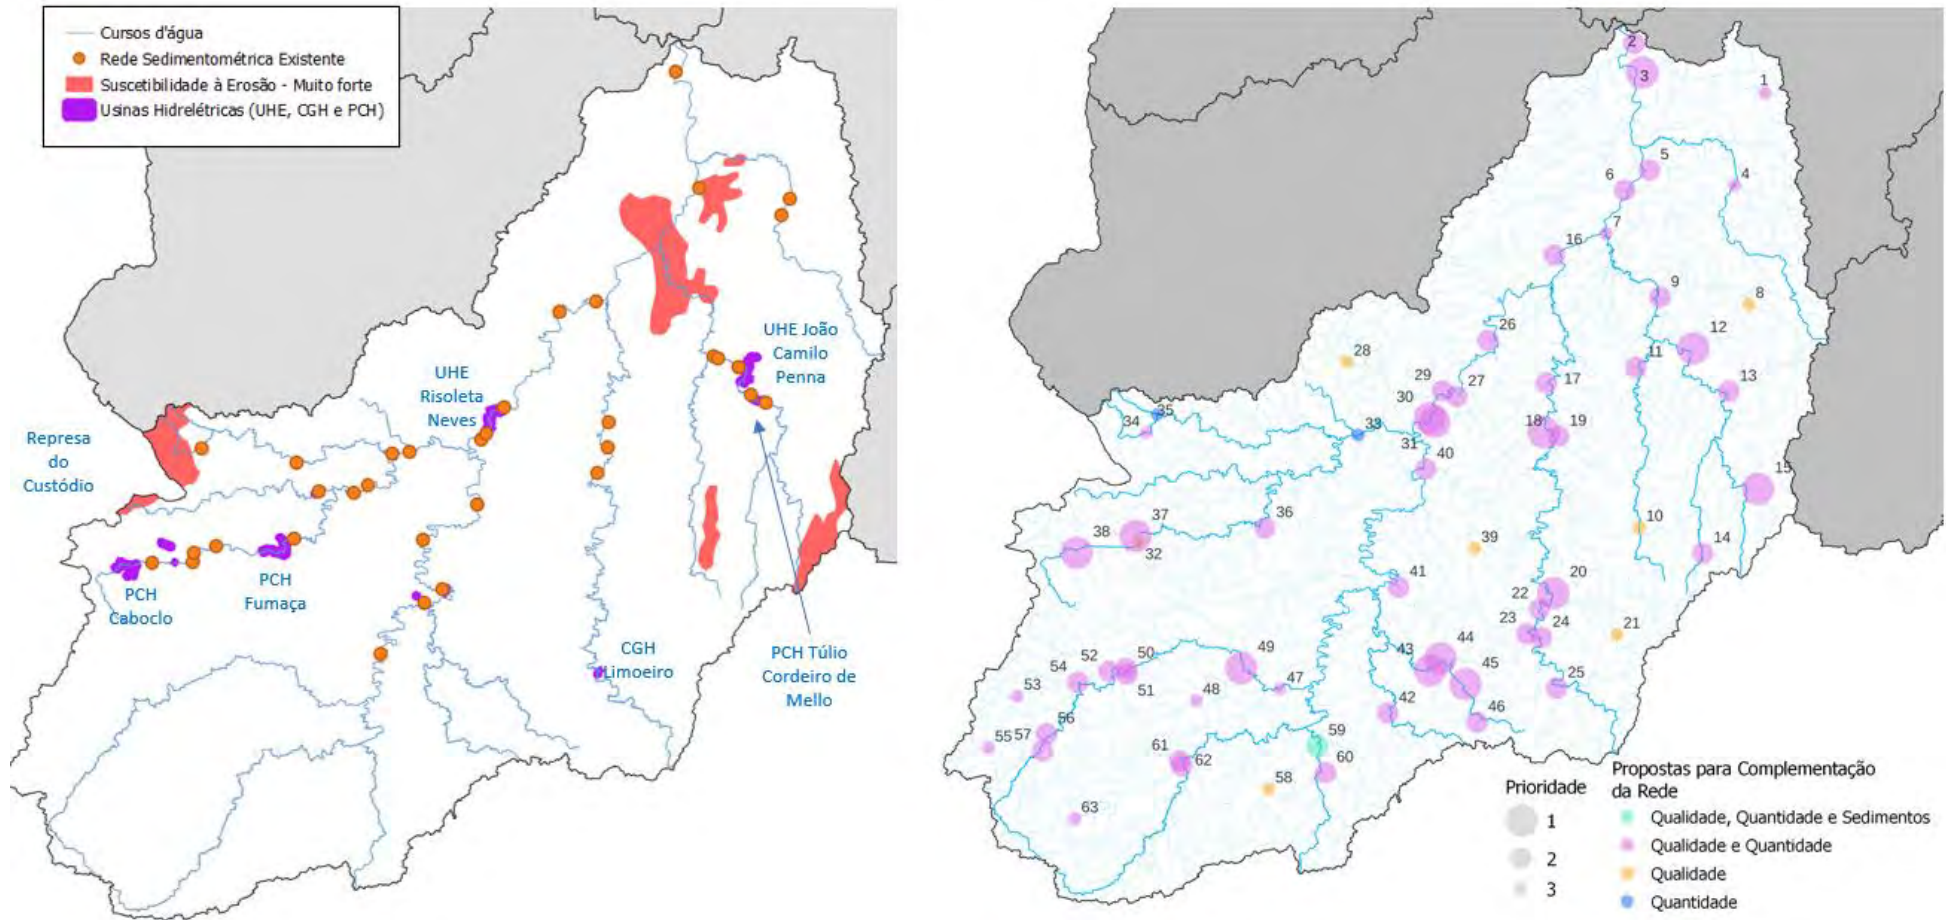 Cursos d'água
Rede Sedimentométrica Existente
Suscetibilidade à Erosão - Muito forte
Usinas Hidrelétricas (UHE, CGH e PCH)
UHE João
Camilo
Penna
UHE
Risoleta
Neves
Represa
do
Custódio
PCH
Caboclo
PCH
Fumaça
CGH
Limoeiro
PCH Túlio
Cordeiro de
Mello
2
3
1
5
6
4
7
16
9
8
26
12
28
11
13
29
27
17
30
35
34
33
18
19
31
40
15
37
36
10
38
32
39
14
41
20
22
23
24
21
44
43
45
25
49
50
52
54
51
47
53
48
42
46
56
55
57
59
61
60
62
58
63
Prioridade
1
2
3
Propostas para Complementação
da Rede
Qualidade, Quantidade e Sedimentos
Qualidade e Quantidade
Qualidade
Quantidade